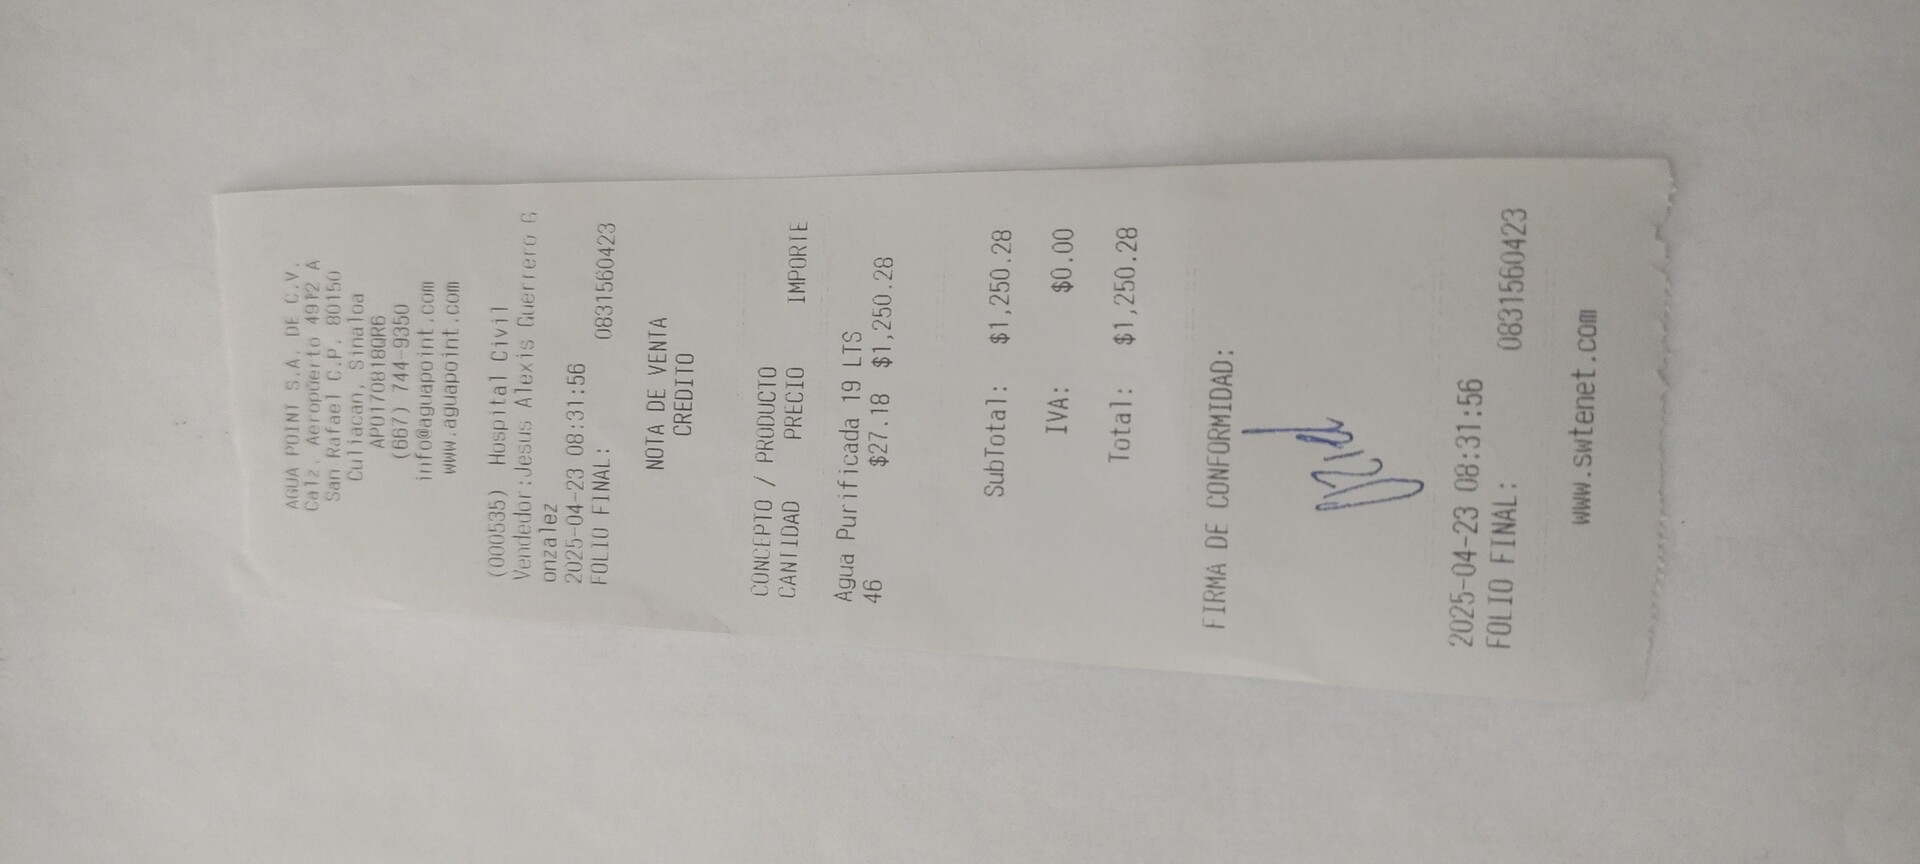 AGUA POINT S.A. DE C.V.
Calz. Aeropuerto 4912 A
San Rafael C.P. 80150
Culiacan, Sinaloa
APO170818QR6
(667) 744-9350
info@aguapoint.com
www.aguapoint.com
(000535) Hospital Civil
Vendedor:Jesus Alexis Guerrero G
onzalez
2025-04-23 08:31:56
FOLIO FINAL: 0831560423
NOTA DE VENTA
CREDITO
CONCEPTO / PRODUCTO
CANTIDAD PRECIO IMPORTE
Agua Purificada 19 LTS
46 $27.18 $1,250.28
SubTotal: $1,250.28
IVA: $0.00
Total: $1,250.28
FIRMA DE CONFORMIDAD:
2025-04-23 08:31:56
FOLIO FINAL: 0831560423
www.swtenet.com